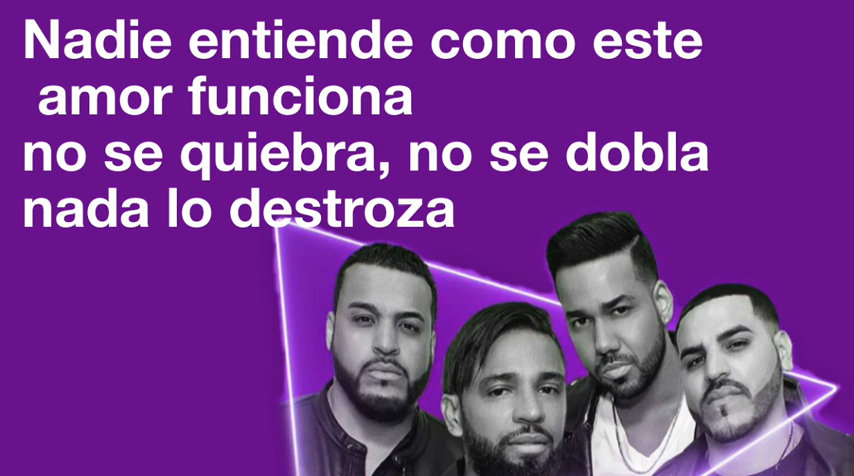 Nadie entiende como este
amor funciona
no se quiebra, no se dobla
nada lo destroza